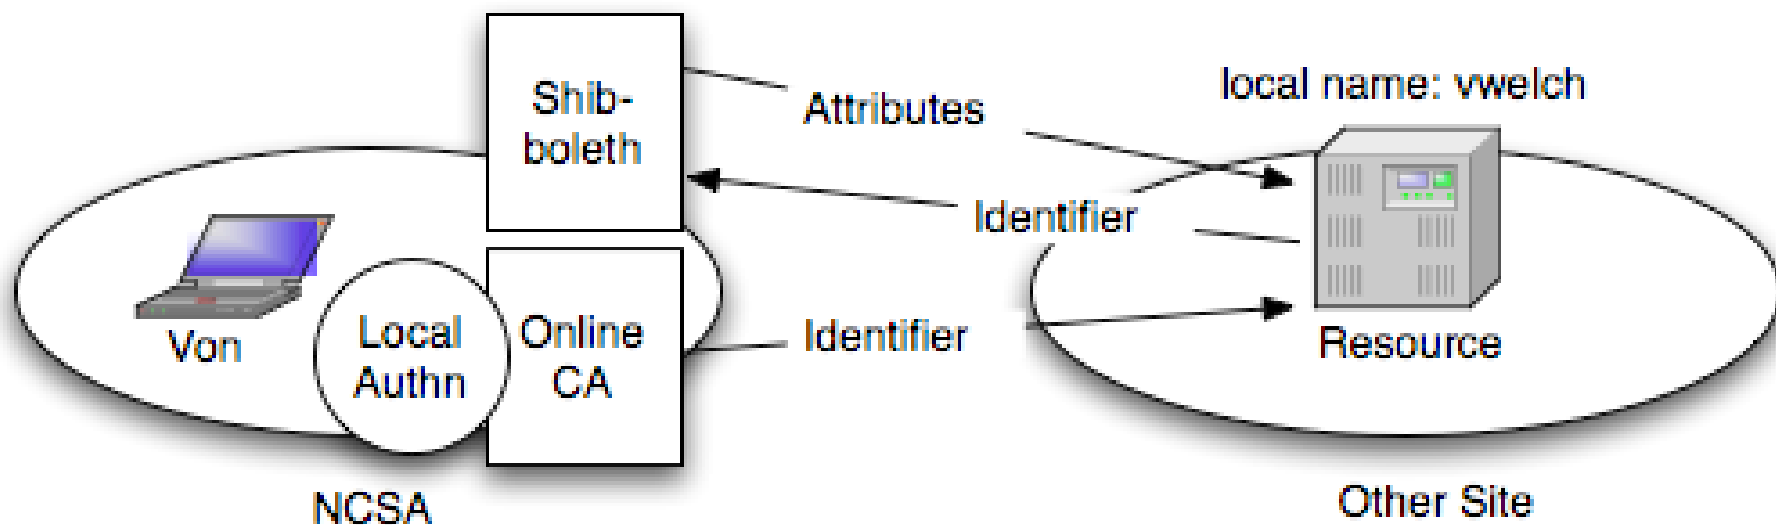 Shib-
boleth
Attributes
local name: vwelch
Identifier
Von
Local
Authn
Online
CA
Identifier
Resource
NCSA
Other Site